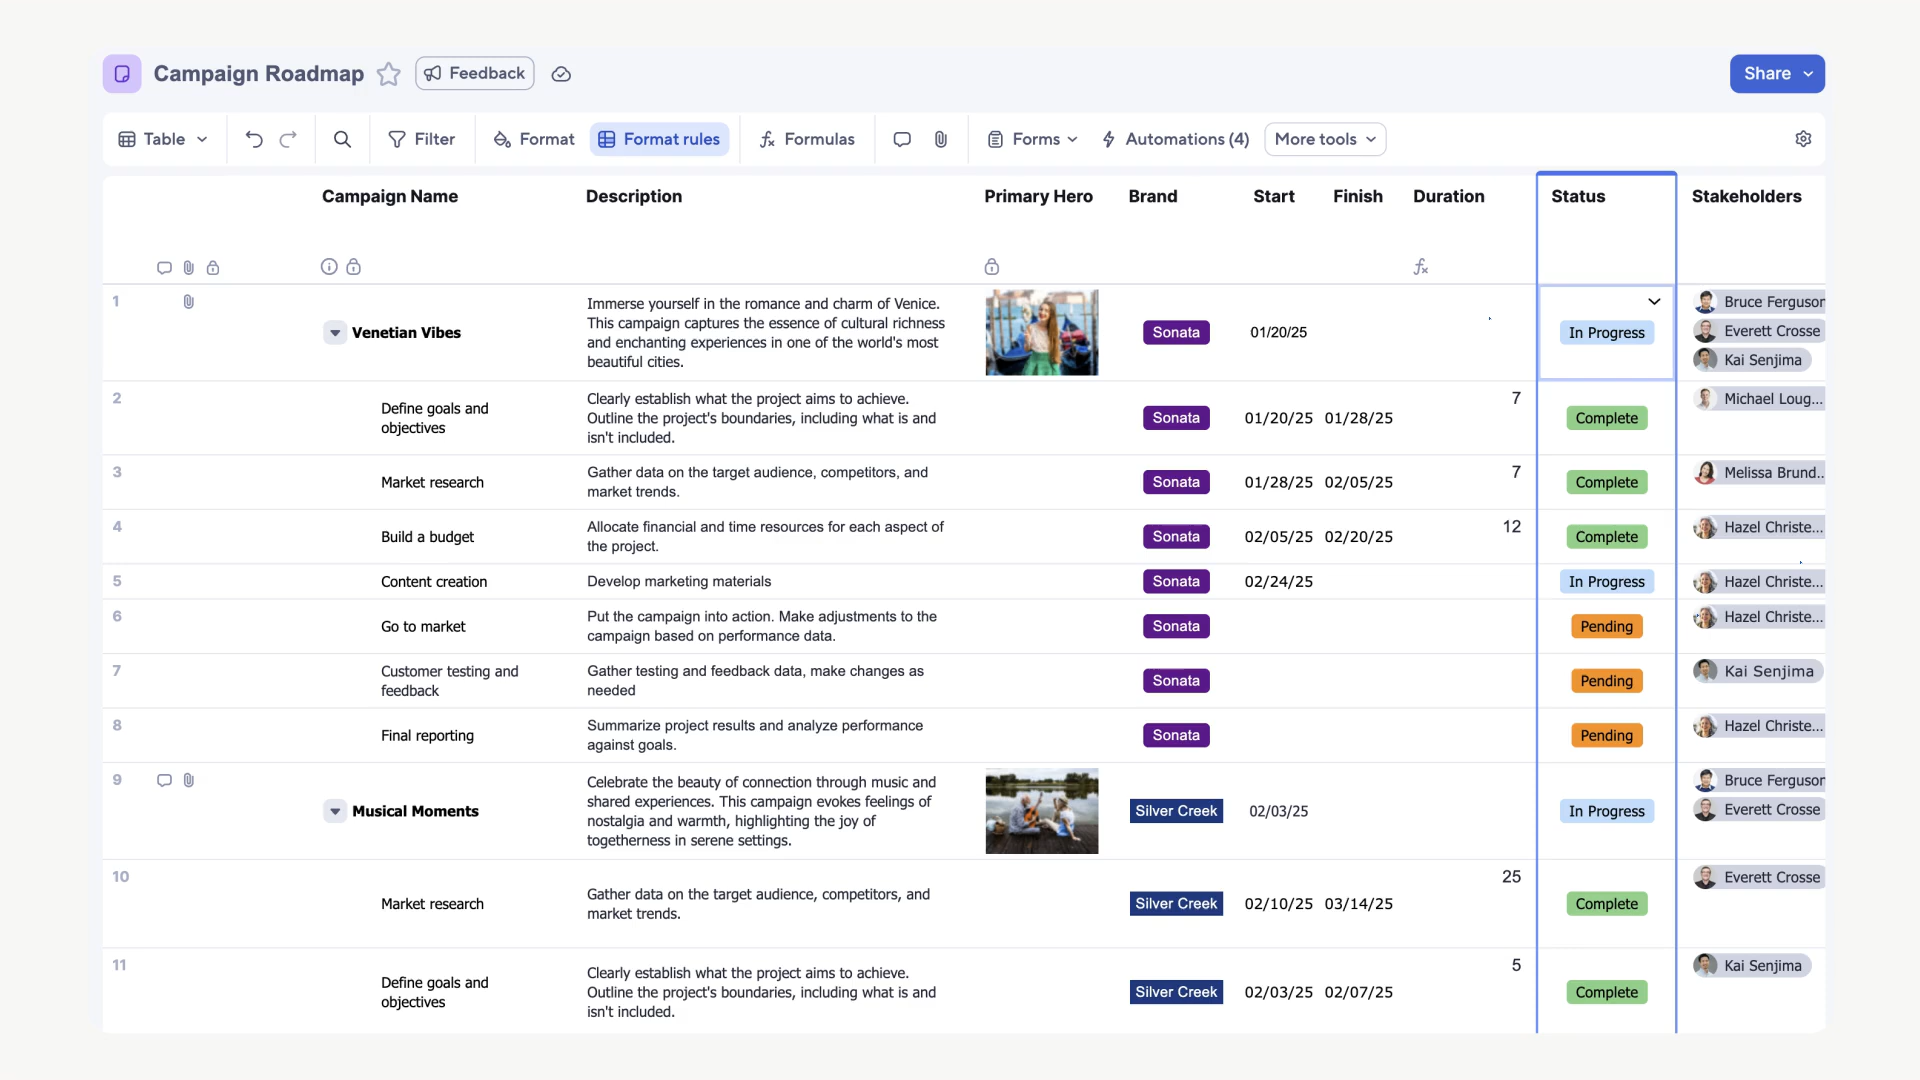 Campaign Roadmap Feedback Share
Table Filter Format Format rules Formulas Forms Automations (4) More tools
Campaign Name Description Primary Hero Brand Start Finish Duration Status Stakeholders
1 Venetian Vibes Immerse yourself in the romance and charm of Venice. Sonata 01/20/25 In Progress Bruce Ferguson
This campaign captures the essence of cultural richness Everett Crosse
and enchanting experiences in one of the world's most Kai Senjima
beautiful cities.
2 Define goals and Clearly establish what the project aims to achieve. Sonata 01/20/25 01/28/25 7 Complete Michael Loug...
objectives Outline the project's boundaries, including what is and
isn't included.
3 Market research Gather data on the target audience, competitors, and Sonata 01/28/25 02/05/25 7 Complete Melissa Brund...
market trends.
4 Build a budget Allocate financial and time resources for each aspect of Sonata 02/05/25 02/20/25 12 Complete Hazel Christe...
the project.
5 Content creation Develop marketing materials Sonata 02/24/25 In Progress Hazel Christe...
6 Go to market Put the campaign into action. Make adjustments to the Sonata Pending Hazel Christe...
campaign based on performance data.
7 Customer testing and Gather testing and feedback data, make changes as Sonata Pending Kai Senjima
feedback needed
8 Final reporting Summarize project results and analyze performance Sonata Pending Hazel Christe...
against goals.
9 Musical Moments Celebrate the beauty of connection through music and Silver Creek 02/03/25 In Progress Bruce Ferguson
shared experiences. This campaign evokes feelings of Everett Crosse
nostalgia and warmth, highlighting the joy of
togetherness in serene settings.
10 Market research Gather data on the target audience, competitors, and Silver Creek 02/10/25 03/14/25 25 Complete Everett Crosse
market trends.
11 Define goals and Clearly establish what the project aims to achieve. Silver Creek 02/03/25 02/07/25 5 Complete Kai Senjima
objectives Outline the project's boundaries, including what is and
isn't included.